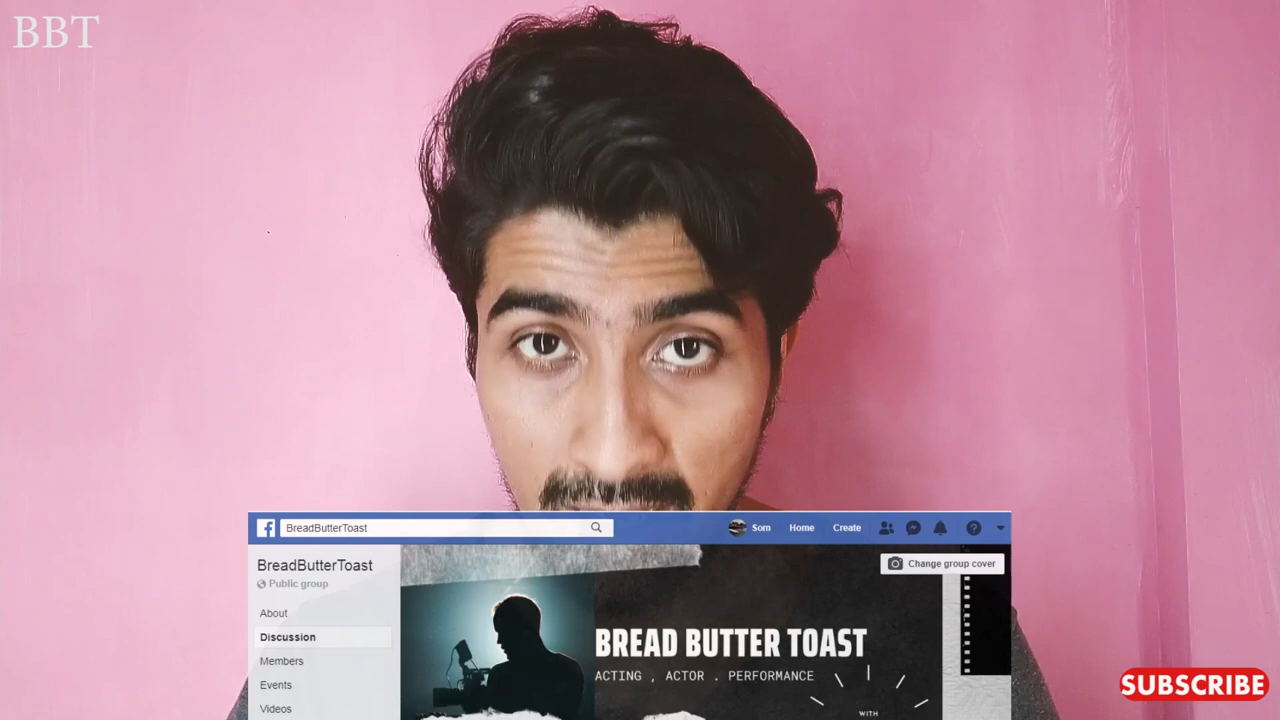 BBT
BreadButterToast
Som Home Create
BreadButterToast
Public group
About
Discussion
Members
Events
Videos
Change group cover
BREAD BUTTER TOAST
ACTING , ACTOR . PERFORMANCE
WITH
SUBSCRIBE